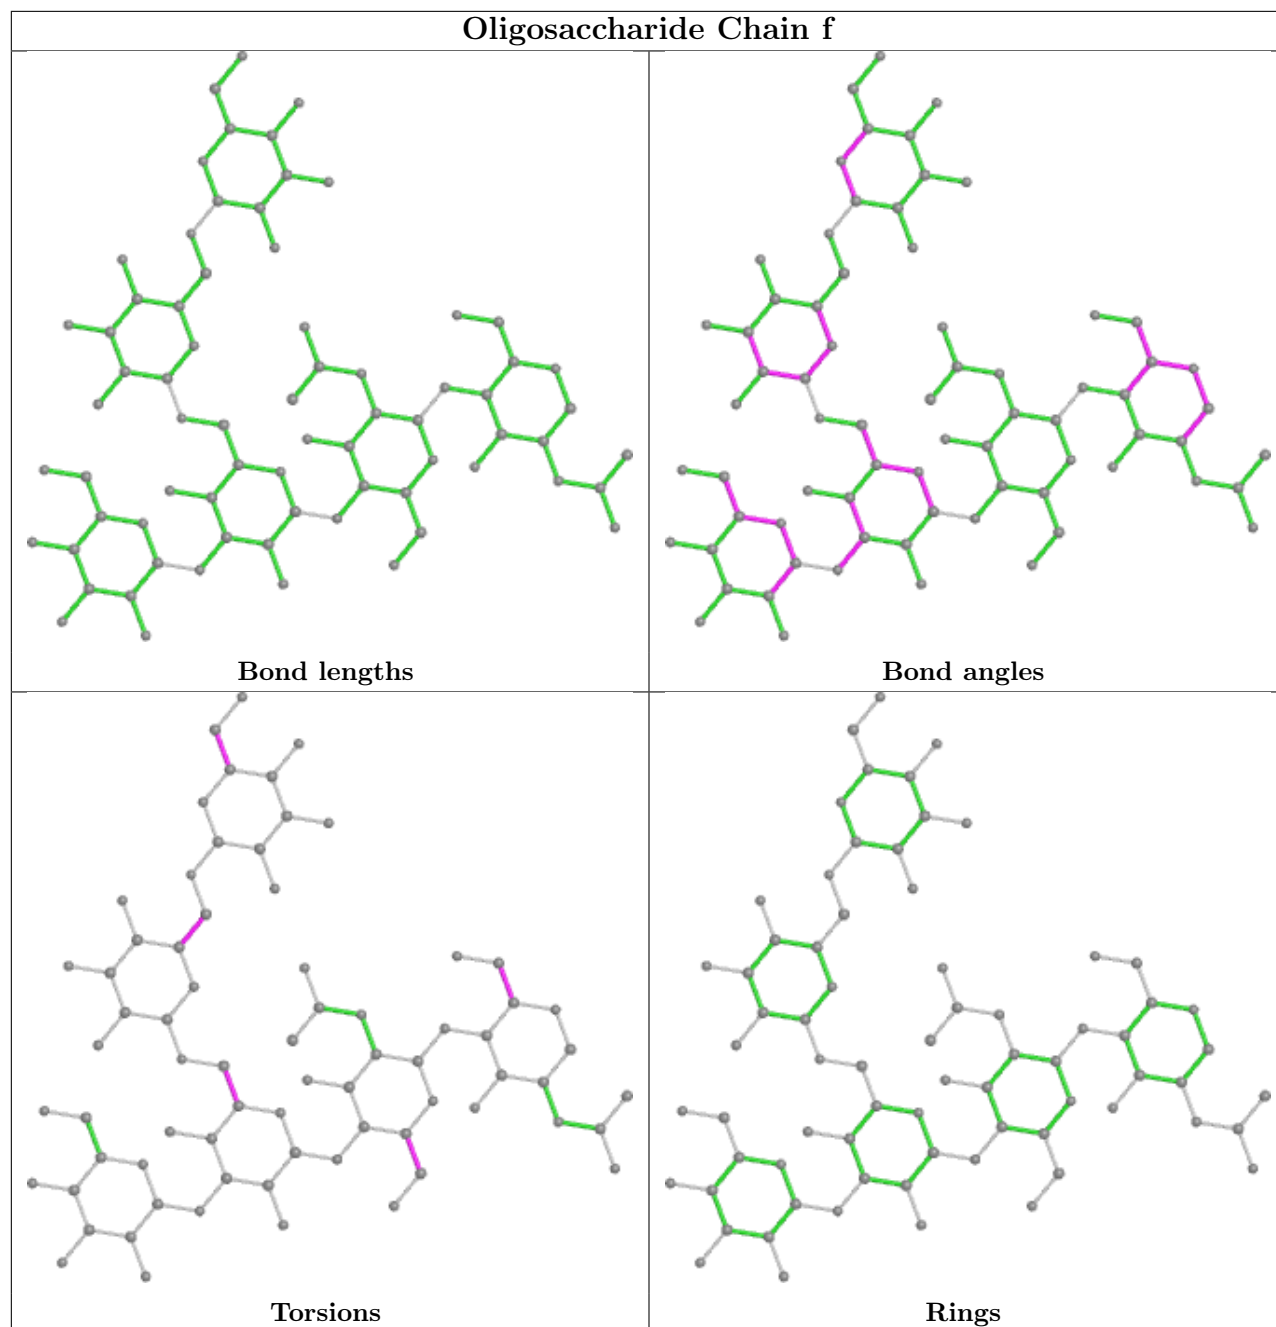 Oligosaccharide Chain f
Bond lengths
Bond angles
Torsions
Rings